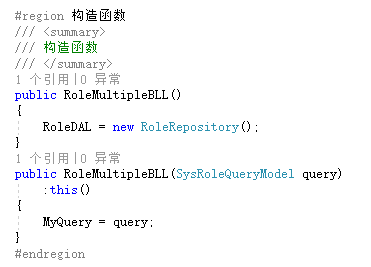 #region 构造函数
/// <summary>
/// 构造函数
/// </summary>
1 个引用|0 异常
public RoleMultipleBLL()
{
    RoleDAL = new RoleRepository();
}
1 个引用|0 异常
public RoleMultipleBLL(SysRoleQueryModel query)
    :this()
{
    MyQuery = query;
}
#endregion